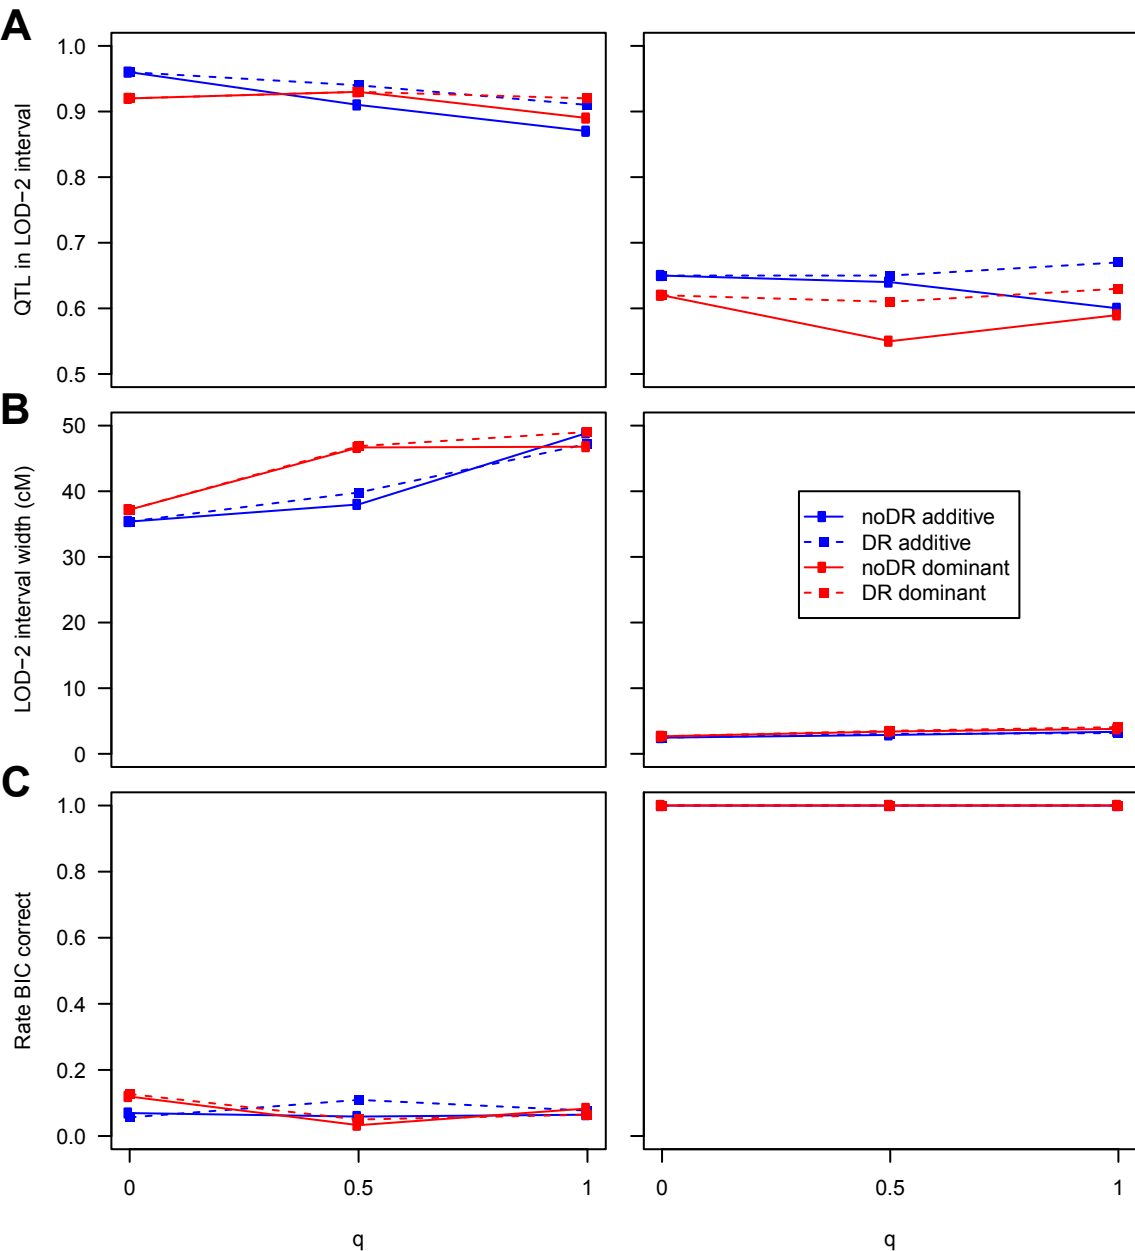 A
QTL in LOD−2 interval
1.0
0.9
0.8
0.7
0.6
0.5
B
LOD−2 interval width (cM)
50
40
30
20
10
0
noDR additive
DR additive
noDR dominant
DR dominant
C
Rate BIC correct
1.0
0.8
0.6
0.4
0.2
0.0
0 0.5 1
0 0.5 1
q
q